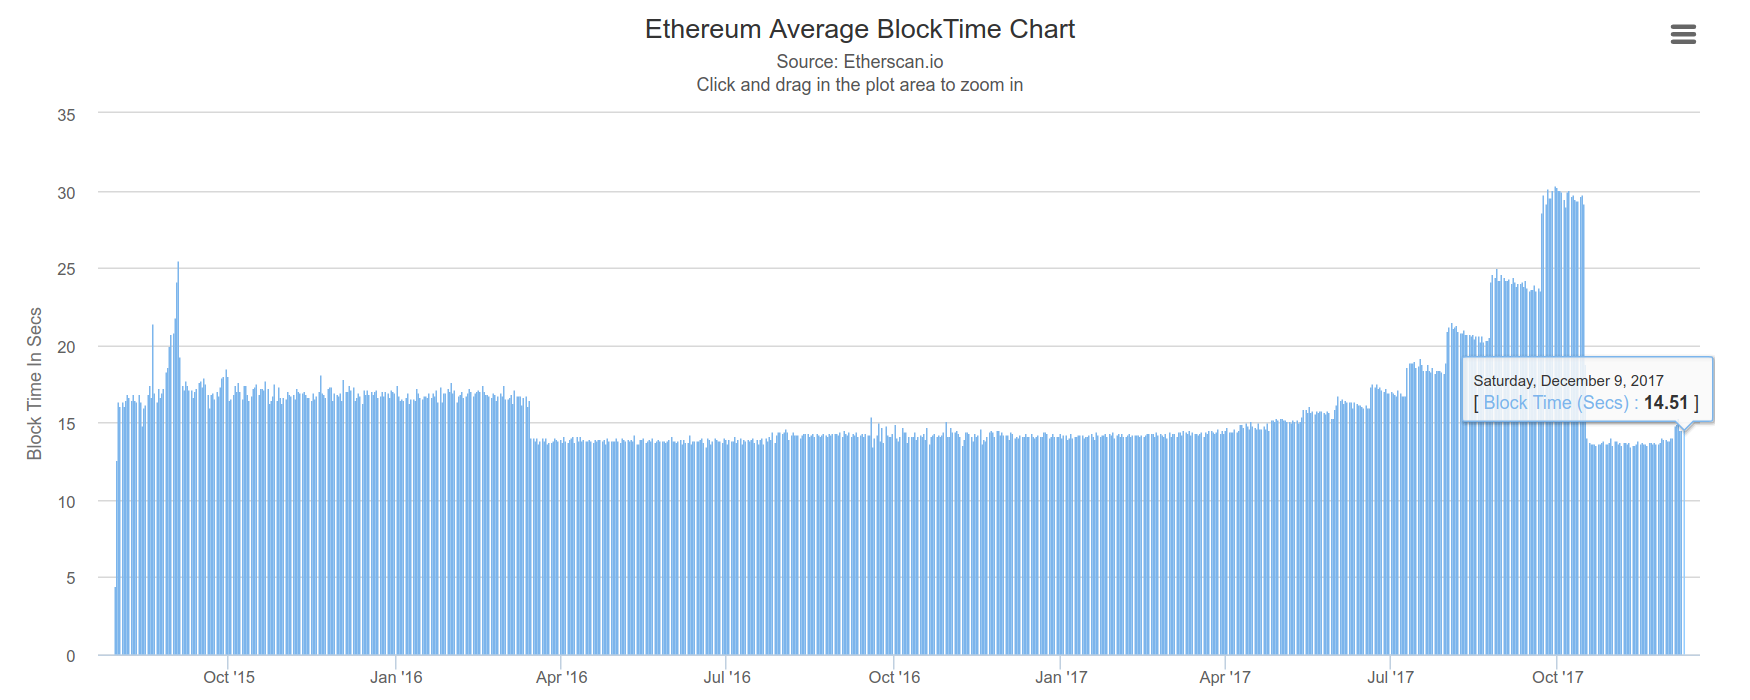 Ethereum Average BlockTime Chart
Source: Etherscan.io
Click and drag in the plot area to zoom in
Block Time In Secs
35
30
25
20
15
10
5
0
Saturday, December 9, 2017
[ Block Time (Secs) : 14.51 ]
Oct '15
Jan '16
Apr '16
Jul '16
Oct '16
Jan '17
Apr '17
Jul '17
Oct '17